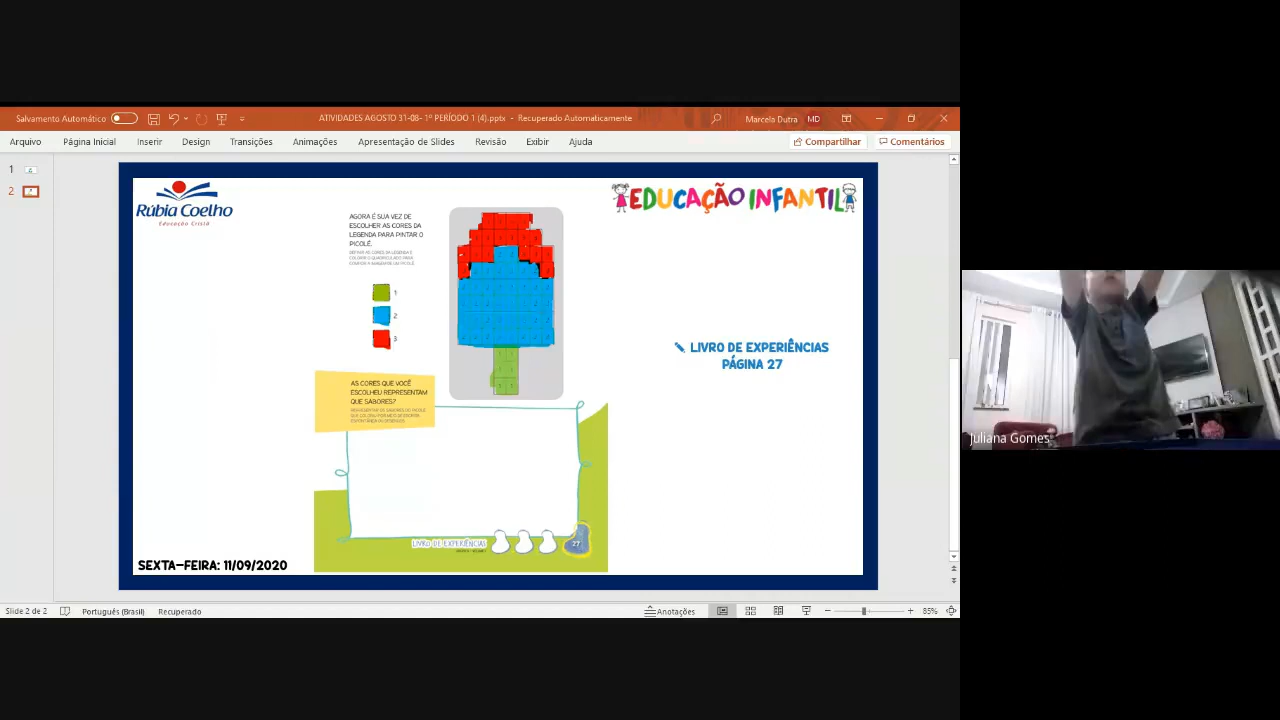 Salvamento Automático
ATIVIDADES AGOSTO 31-08- 1º PERÍODO 1 (4).pptx - Recuperado Automaticamente
Marcela Dutra MD
Arquivo Página Inicial Inserir Design Transições Animações Apresentação de Slides Revisão Exibir Ajuda Compartilhar Comentários
1
2
Rúbia Coelho
Educação Cristã
EDUCAÇÃO INFANTIL
AGORA É SUA VEZ DE
ESCOLHER AS CORES DA
LEGENDA PARA PINTAR O
PICOLÉ.
1
2
3
LIVRO DE EXPERIÊNCIAS
PÁGINA 27
AS CORES QUE VOCÊ
ESCOLHEU REPRESENTAM
QUE SABORES?
LIVRO DE EXPERIÊNCIAS
27
SEXTA-FEIRA: 11/09/2020
Juliana Gomes
Slide 2 de 2 Português (Brasil) Recuperado Anotações 85%